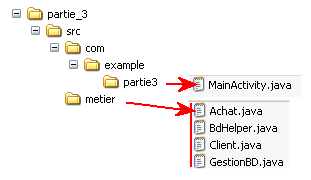 partie_3
src
com
example
partie3
MainActivity.java
metier
Achat.java
BdHelper.java
Client.java
GestionBD.java